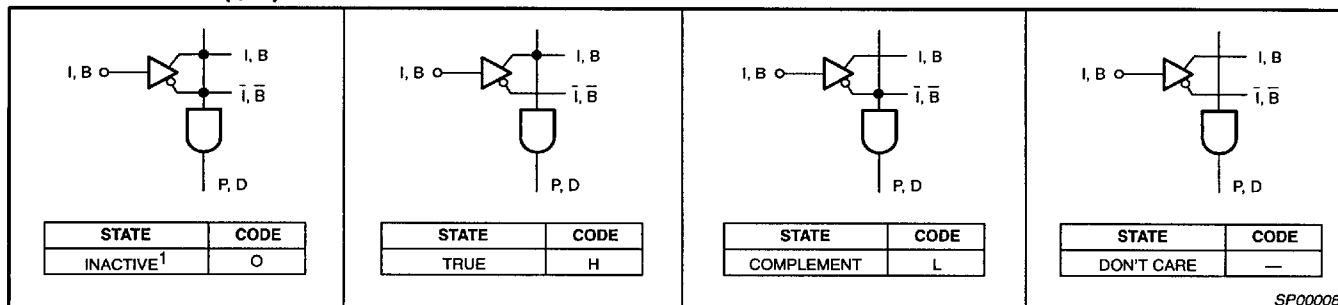 I, B
I, B
I̅, B̅
P, D
STATE CODE
INACTIVE1 O
I, B
I, B
I̅, B̅
P, D
STATE CODE
TRUE H
I, B
I, B
I̅, B̅
P, D
STATE CODE
COMPLEMENT L
I, B
I, B
I̅, B̅
P, D
STATE CODE
DON'T CARE —
SP00008